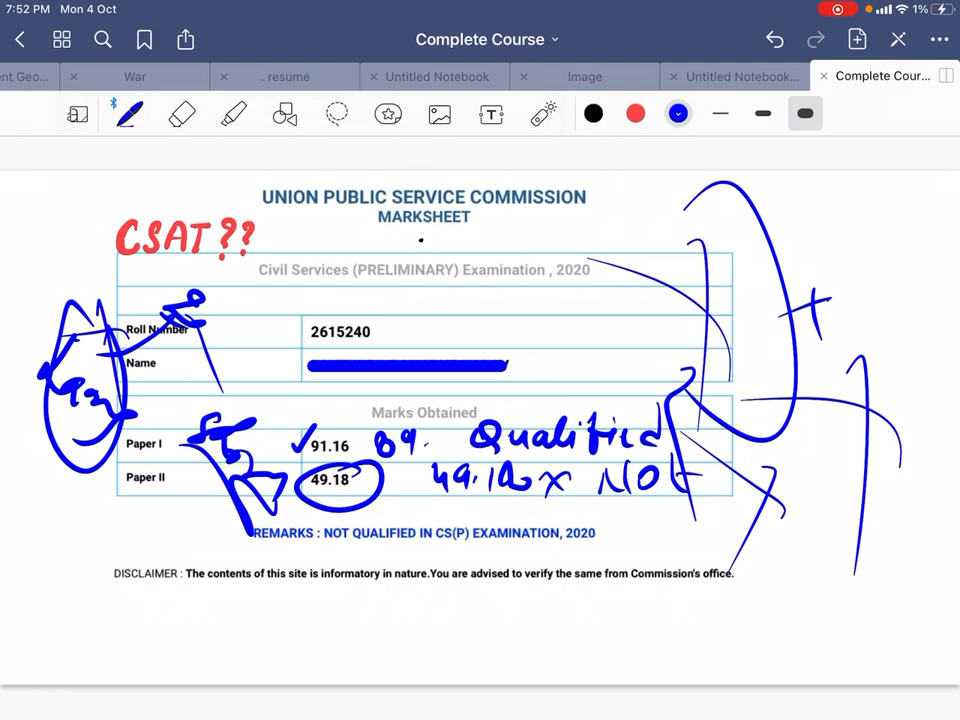 7:52 PM Mon 4 Oct 1%
Complete Course
ent Geo... War . resume Untitled Notebook Image Untitled Notebook... Complete Cour...
T
UNION PUBLIC SERVICE COMMISSION
MARKSHEET
CSAT ??
Civil Services (PRELIMINARY) Examination , 2020
Roll Number 2615240
Name
Marks Obtained
Paper I 91.16 89. Qualified
Paper II 49.18 x NOT
REMARKS : NOT QUALIFIED IN CS(P) EXAMINATION, 2020
DISCLAIMER : The contents of this site is informatory in nature.You are advised to verify the same from Commission's office.